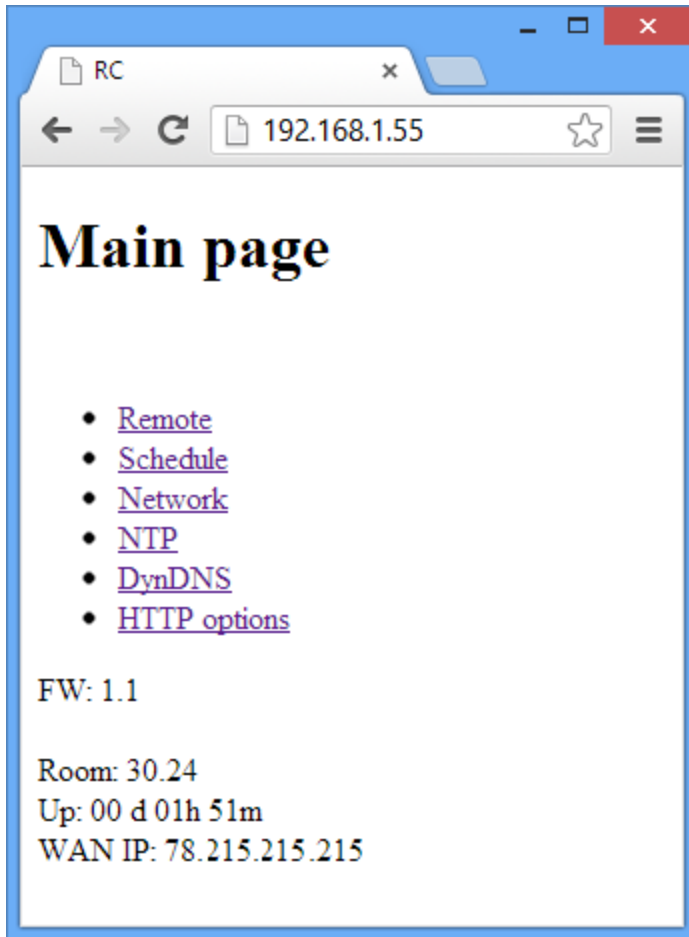 RC
192.168.1.55
Main page
Remote
Schedule
Network
NTP
DynDNS
HTTP options
FW: 1.1
Room: 30.24
Up: 00 d 01h 51m
WAN IP: 78.215.215.215